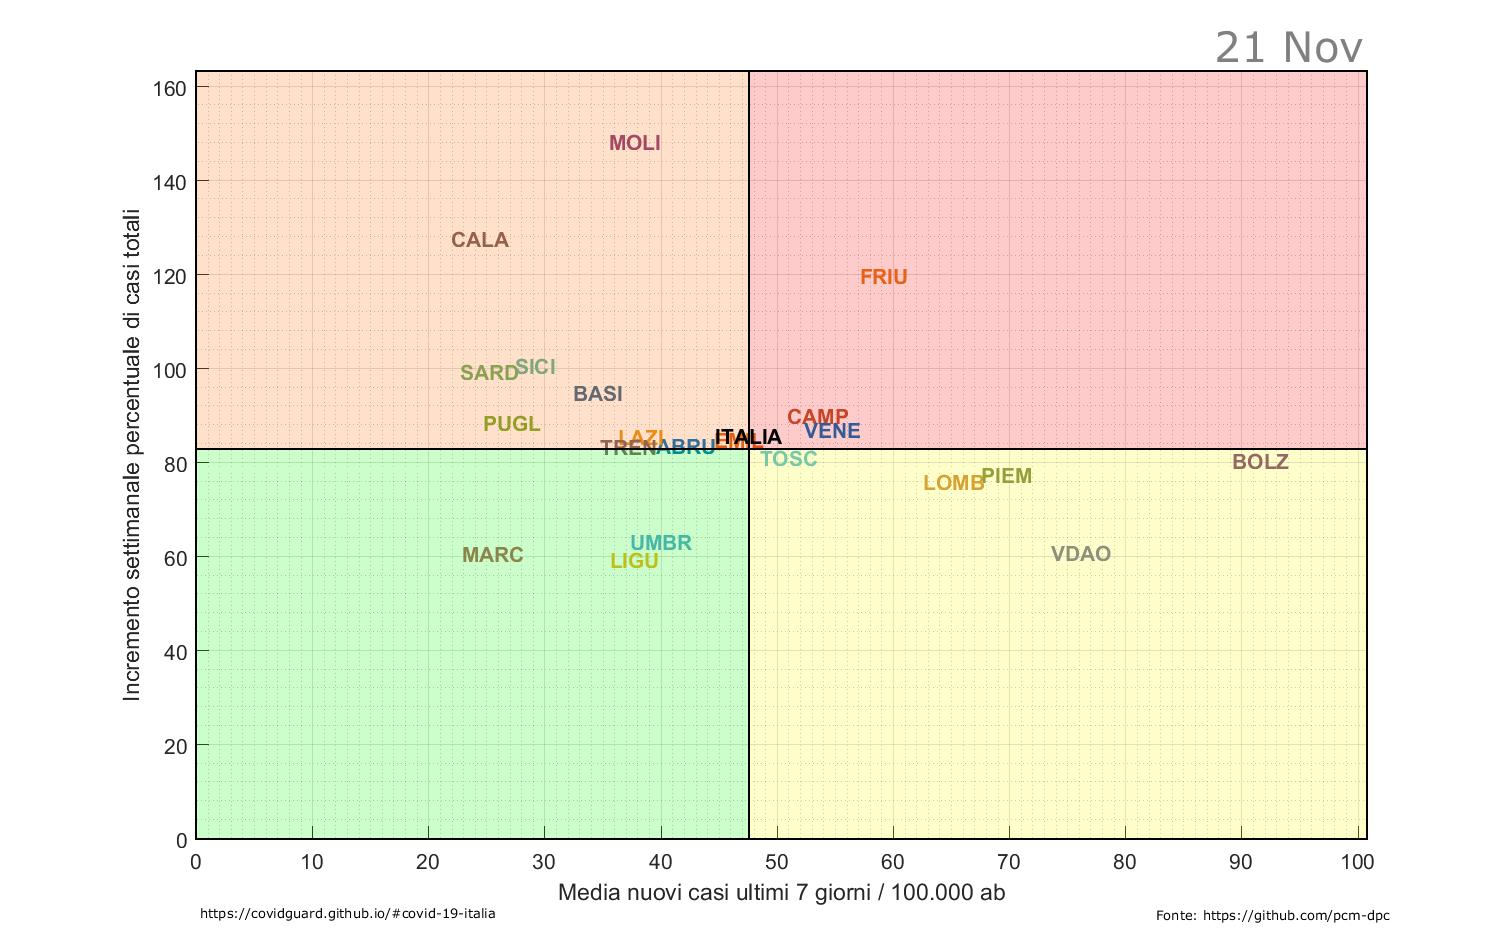 21 Nov
160
140
120
100
80
60
40
20
0
Incremento settimanale percentuale di casi totali
MOLI
CALA
FRIU
SICI
SARD
BASI
CAMP
PUGL
VENE
LAZI
EMIL
ITALIA
TREN
ABRU
TOSC
BOLZ
PIEM
LOMB
UMBR
MARC
LIGU
VDAO
0 10 20 30 40 50 60 70 80 90 100
Media nuovi casi ultimi 7 giorni / 100.000 ab
https://covidguard.github.io/#covid-19-italia
Fonte: https://github.com/pcm-dpc